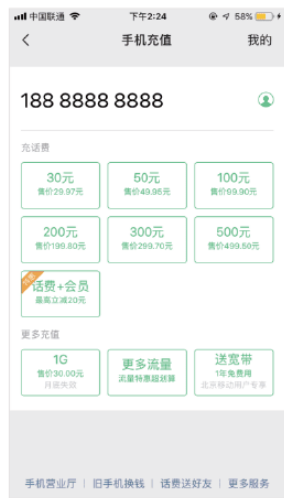 中国联通 下午2:24 58%
手机充值 我的
188 8888 8888
充话费
30元 50元 100元
售价29.97元 售价49.95元 售价99.90元
200元 300元 500元
售价199.80元 售价299.70元 售价499.50元
话费+会员
最高立减20元
更多充值
1G 更多流量 送宽带
售价30.00元 流量特惠超划算 1年免费用
月底失效 北京移动用户专享
手机营业厅 | 旧手机换钱 | 话费送好友 | 更多服务